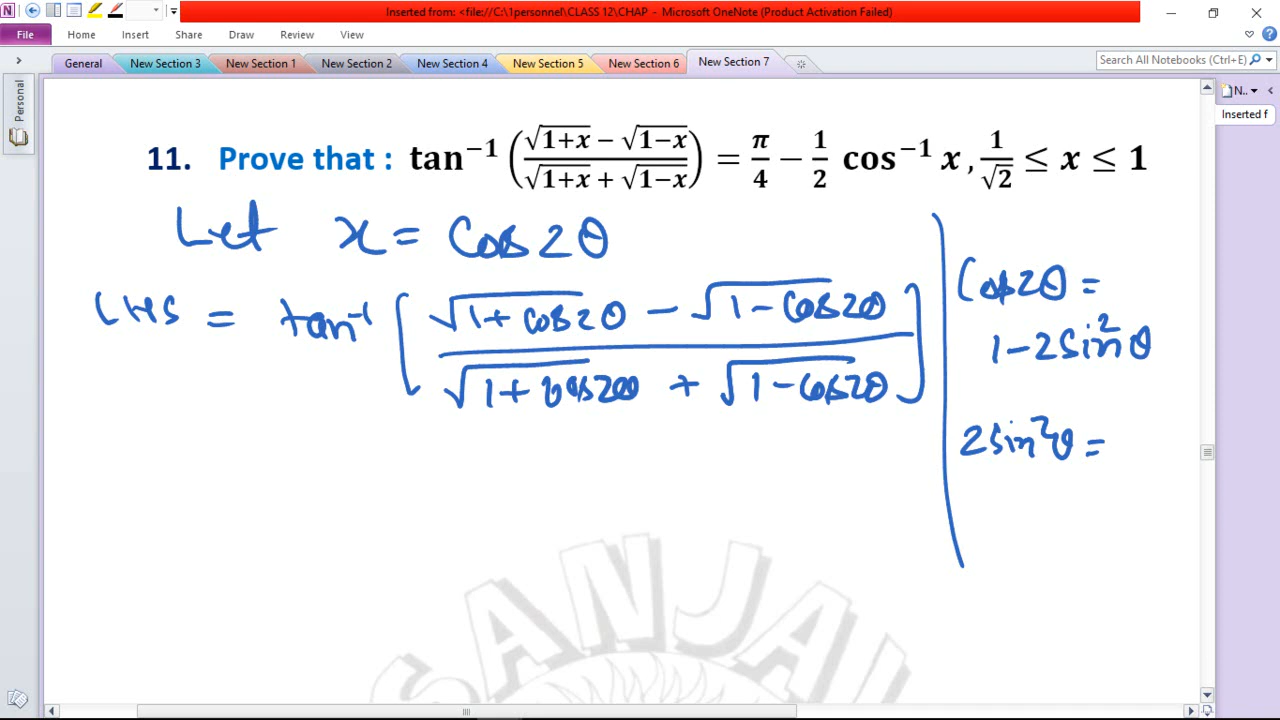 Inserted from: <file://C:\1personnel\CLASS 12\CHAP - Microsoft OneNote (Product Activation Failed)
File Home Insert Share Draw Review View
General New Section 3 New Section 1 New Section 2 New Section 4 New Section 5 New Section 6 New Section 7 Search All Notebooks (Ctrl+E)
Personal
N..
Inserted f
11. Prove that : tan⁻¹ ((√(1+x) − √(1−x))/(√(1+x) + √(1−x))) = π/4 − 1/2 cos⁻¹ x , 1/√2 ≤ x ≤ 1
Let x = Cos 2θ
LHS = tan⁻¹ [(√(1+cos2θ) − √(1−Cos2θ))/(√(1+cos2θ) + √(1−Cos2θ))]
Cos2θ =
1−2Sin²θ
2Sin²θ =
SANJAI